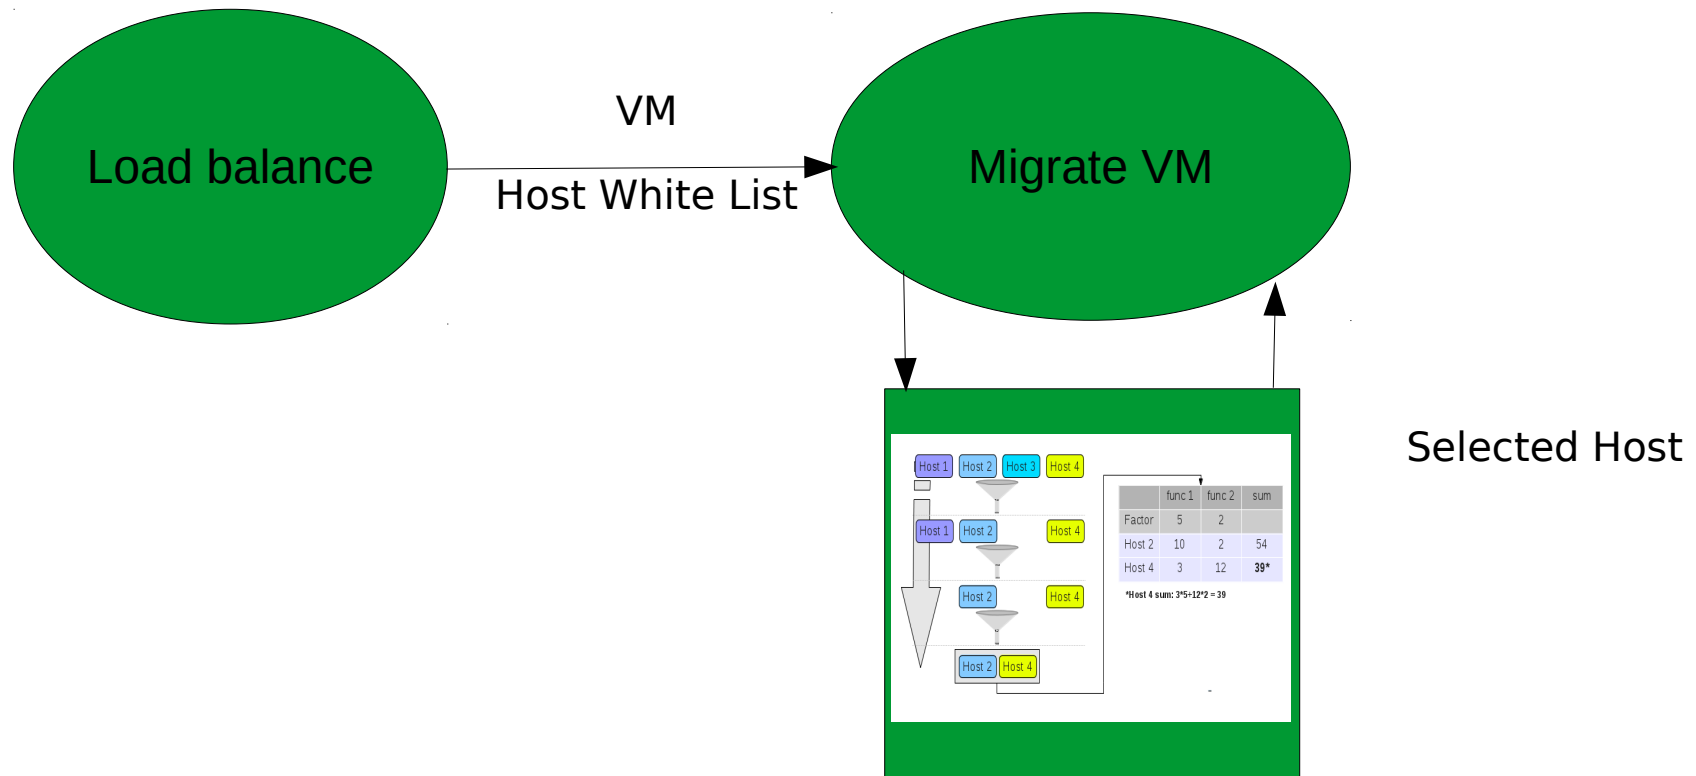 VM
Load balance
Migrate VM
Host White List
Selected Host
Host 1 Host 2 Host 3 Host 4
Host 1 Host 2 Host 4
Host 2 Host 4
Host 2 Host 4
func 1 func 2 sum
Factor 5 2
Host 2 10 2 54
Host 4 3 12 39*
*Host 4 sum: 3*5+12*2 = 39